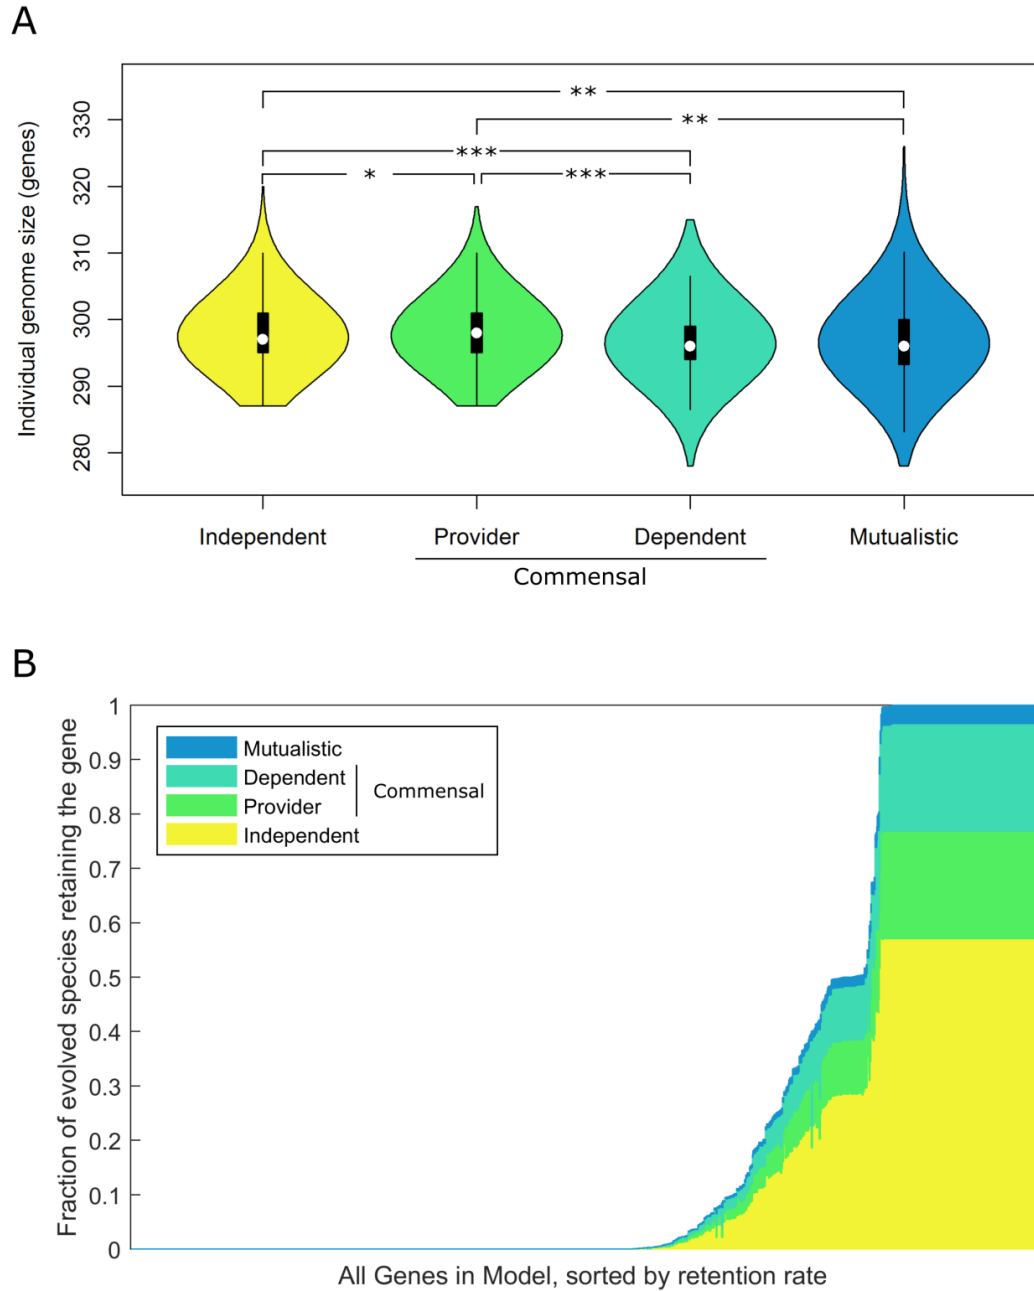 A
Individual genome size (genes)
330
320
310
300
290
280
**
**
***
* ***
Independent Provider Dependent Mutualistic
Commensal
B
Fraction of evolved species retaining the gene
1
0.9
0.8
0.7
0.6
0.5
0.4
0.3
0.2
0.1
0
Mutualistic
Dependent
Commensal
Provider
Independent
All Genes in Model, sorted by retention rate